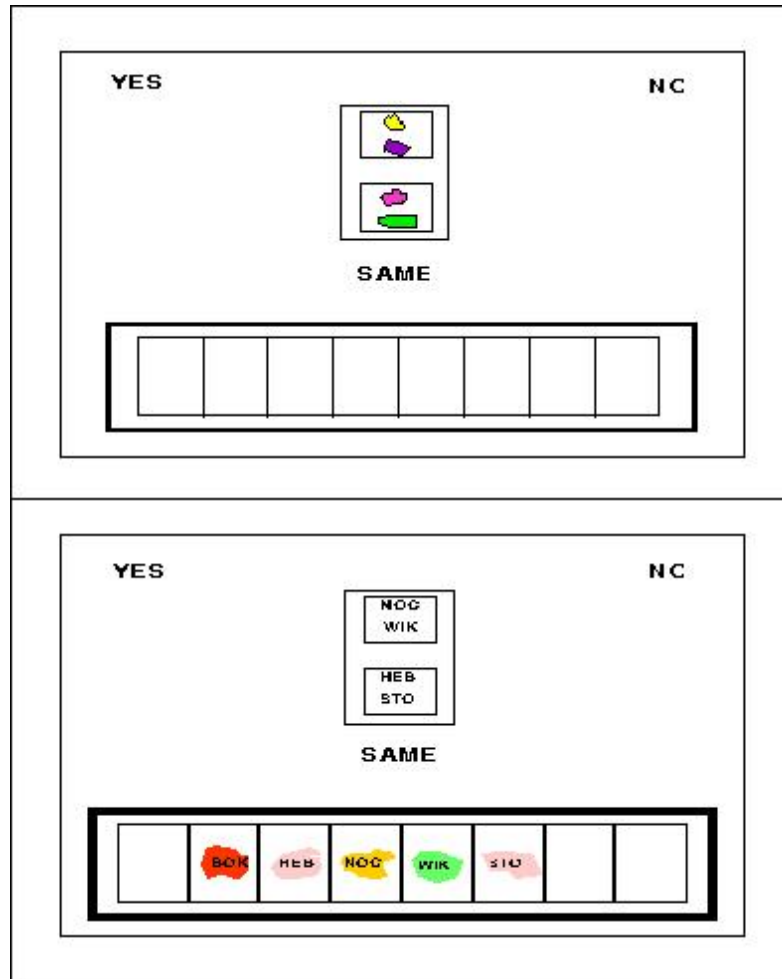 YES NC
SAME
YES NC
NOG
WIK
HEB
STO
SAME
BOK HEB NOG WIK STO